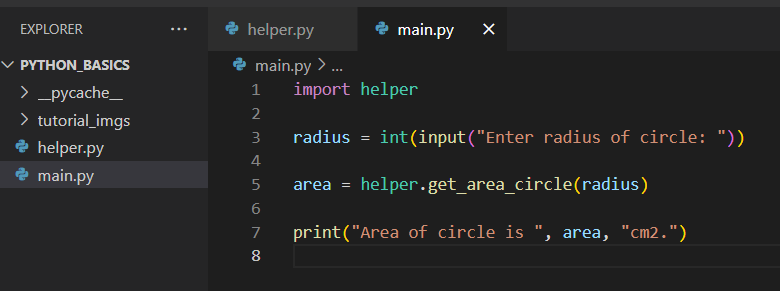 EXPLORER ...
PYTHON_BASICS
__pycache__
tutorial_imgs
helper.py
main.py
helper.py main.py
main.py > ...
1 import helper
2
3 radius = int(input("Enter radius of circle: "))
4
5 area = helper.get_area_circle(radius)
6
7 print("Area of circle is ", area, "cm2.")
8